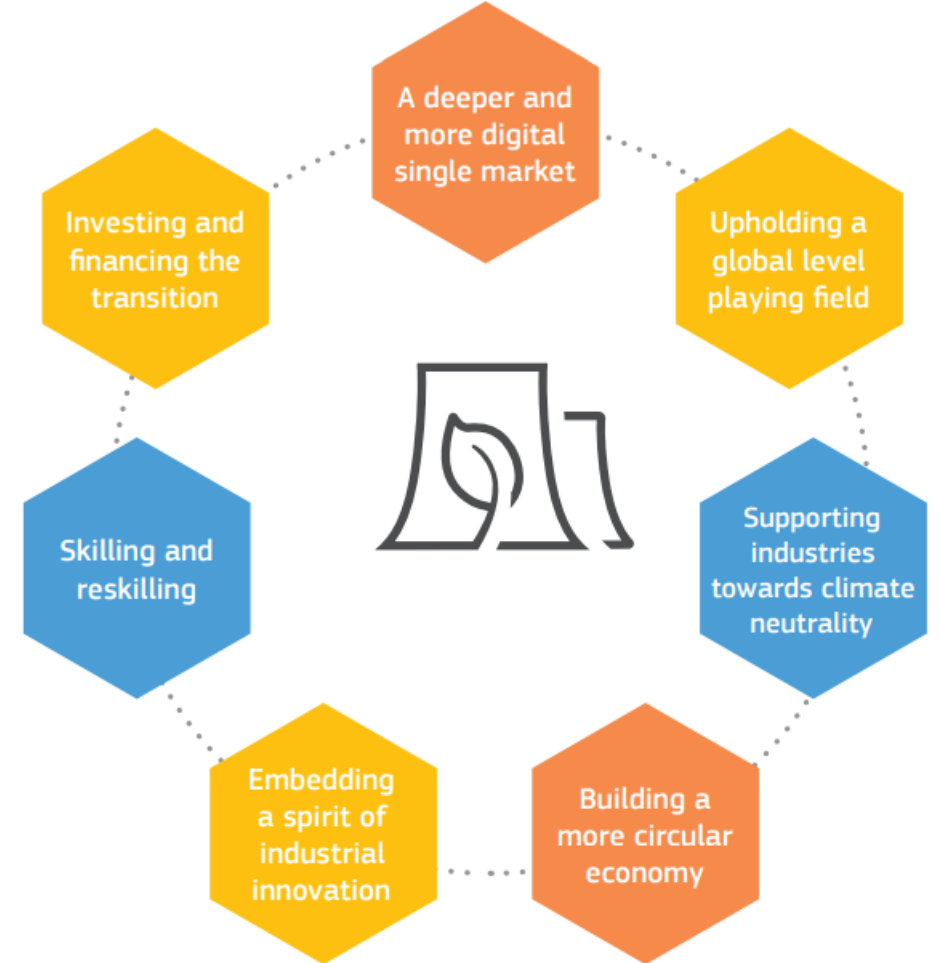 A deeper and
more digital
single market
Upholding a
global level
playing field
Supporting
industries
towards climate
neutrality
Building a
more circular
economy
Embedding
a spirit of
industrial
innovation
Skilling and
reskilling
Investing and
financing the
transition